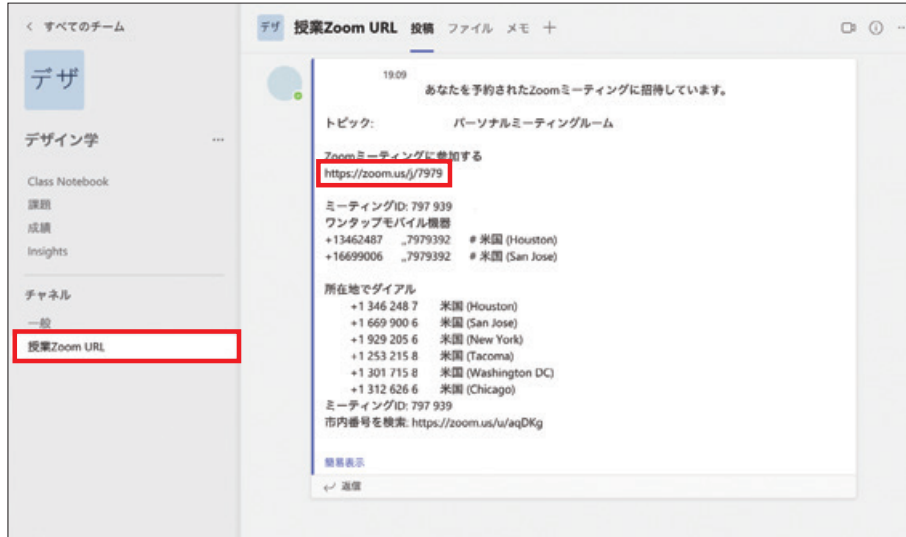 すべてのチーム
デザ
デザイン学
...
Class Notebook
課題
成績
Insights
チャネル
一般
授業Zoom URL
デザ 授業Zoom URL 投稿 ファイル メモ +
19:09
あなたを予約されたZoomミーティングに招待しています。
トピック: パーソナルミーティングルーム
Zoomミーティングに参加する
https://zoom.us/j/7979
ミーティングID: 797 939
ワンタップモバイル機器
+13462487 ,,7979392 # 米国 (Houston)
+16699006 ,,7979392 # 米国 (San Jose)
所在地でダイアル
+1 346 248 7 米国 (Houston)
+1 669 900 6 米国 (San Jose)
+1 929 205 6 米国 (New York)
+1 253 215 8 米国 (Tacoma)
+1 301 715 8 米国 (Washington DC)
+1 312 626 6 米国 (Chicago)
ミーティングID: 797 939
市内番号を検索: https://zoom.us/u/aqDKg
簡易表示
返信